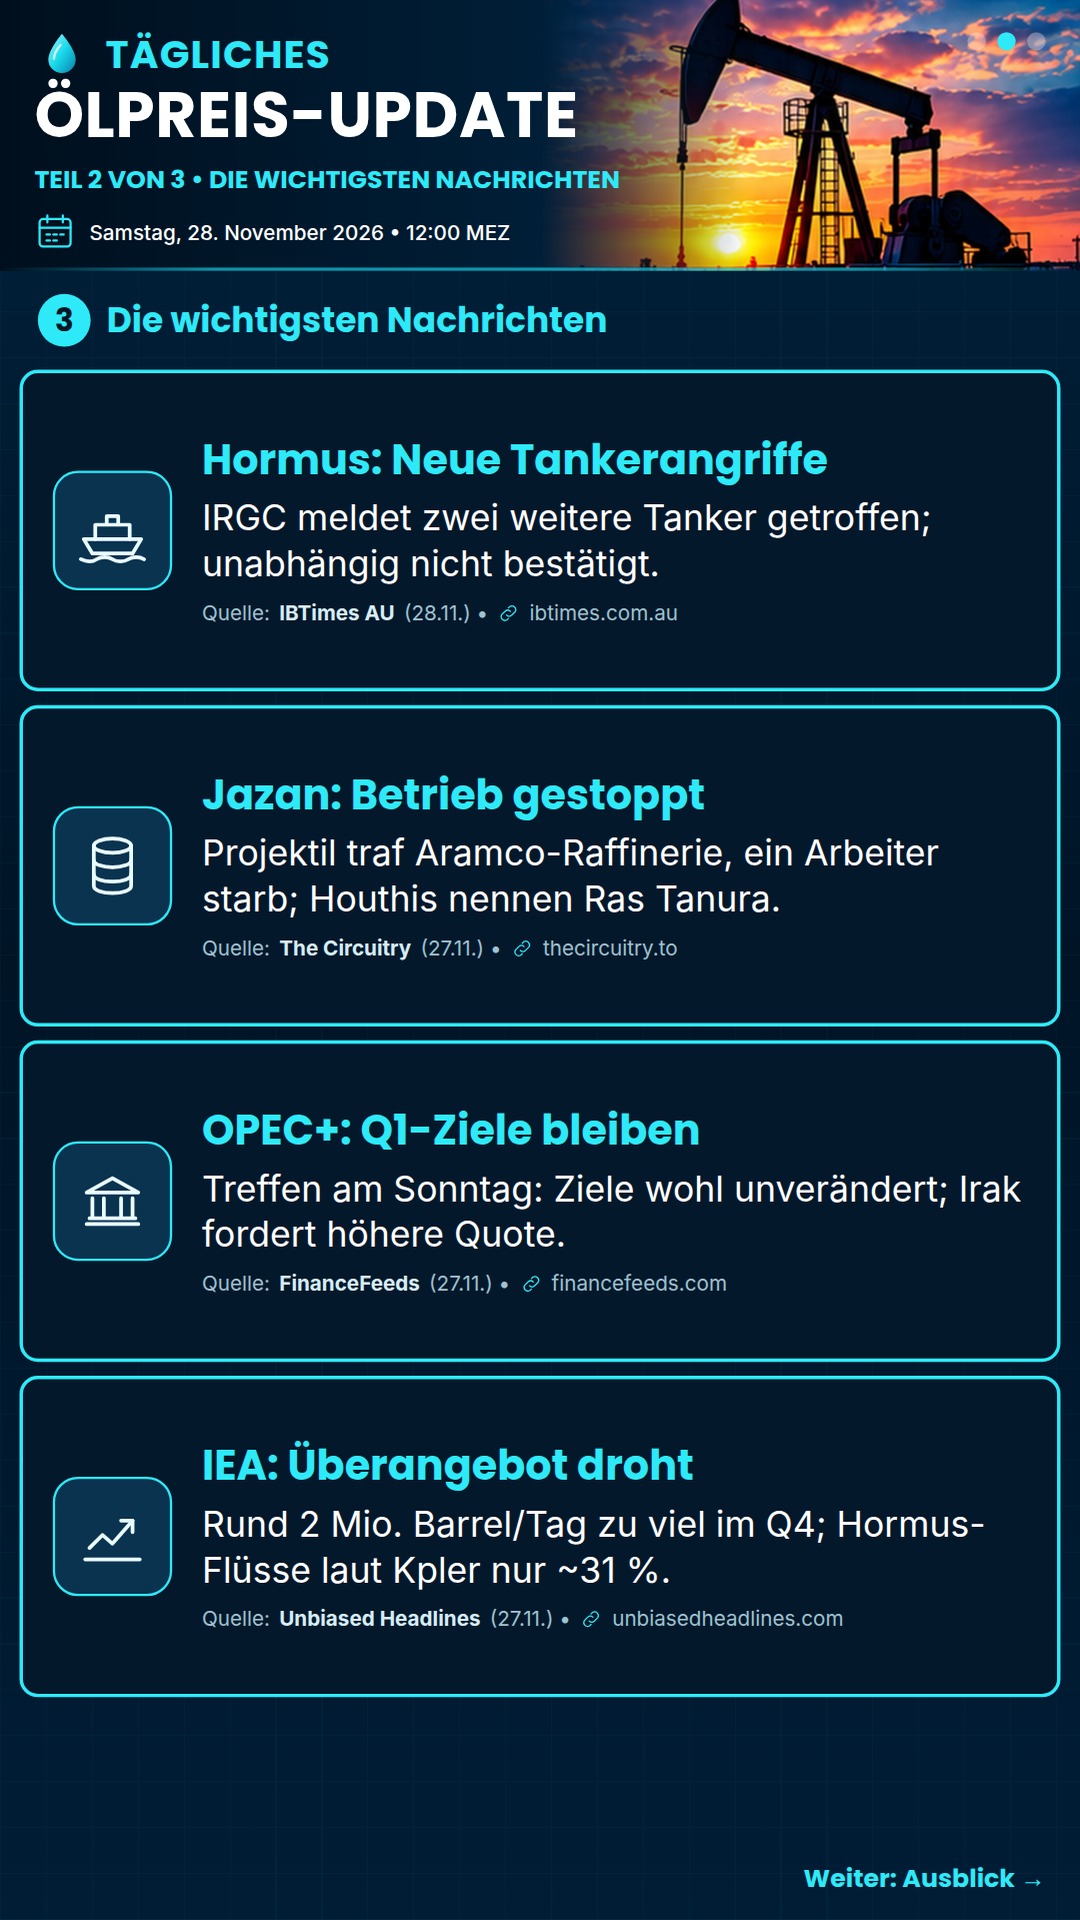 TÄGLICHES
ÖLPREIS-UPDATE
TEIL 2 VON 3 • DIE WICHTIGSTEN NACHRICHTEN
Samstag, 28. November 2026 • 12:00 MEZ
3 Die wichtigsten Nachrichten
Hormus: Neue Tankerangriffe
IRGC meldet zwei weitere Tanker getroffen;
unabhängig nicht bestätigt.
Quelle: IBTimes AU (28.11.) • ibtimes.com.au
Jazan: Betrieb gestoppt
Projektil traf Aramco-Raffinerie, ein Arbeiter
starb; Houthis nennen Ras Tanura.
Quelle: The Circuitry (27.11.) • thecircuitry.to
OPEC+: Q1-Ziele bleiben
Treffen am Sonntag: Ziele wohl unverändert; Irak
fordert höhere Quote.
Quelle: FinanceFeeds (27.11.) • financefeeds.com
IEA: Überangebot droht
Rund 2 Mio. Barrel/Tag zu viel im Q4; Hormus-
Flüsse laut Kpler nur ~31 %.
Quelle: Unbiased Headlines (27.11.) • unbiasedheadlines.com
Weiter: Ausblick →